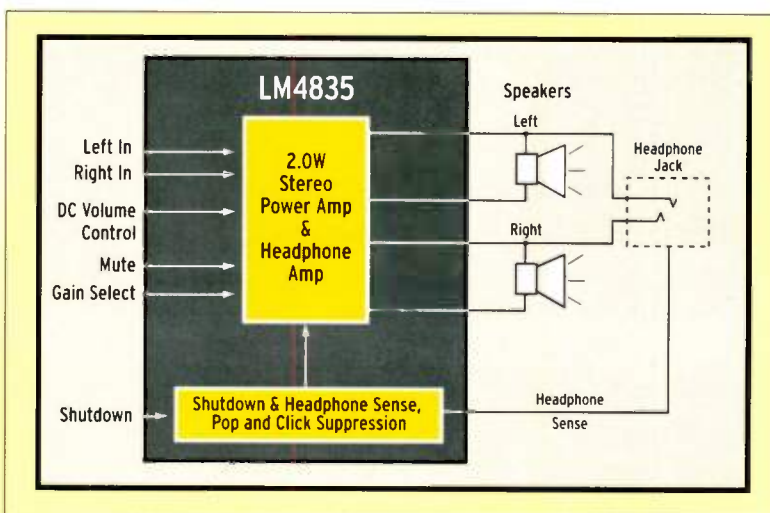 LM4835
Speakers
Left
Headphone
Jack
Left In
Right In
DC Volume
Control
Mute
Gain Select
2.0W
Stereo
Power Amp
&
Headphone
Amp
Right
Shutdown
Shutdown & Headphone Sense,
Pop and Click Suppression
Headphone
Sense